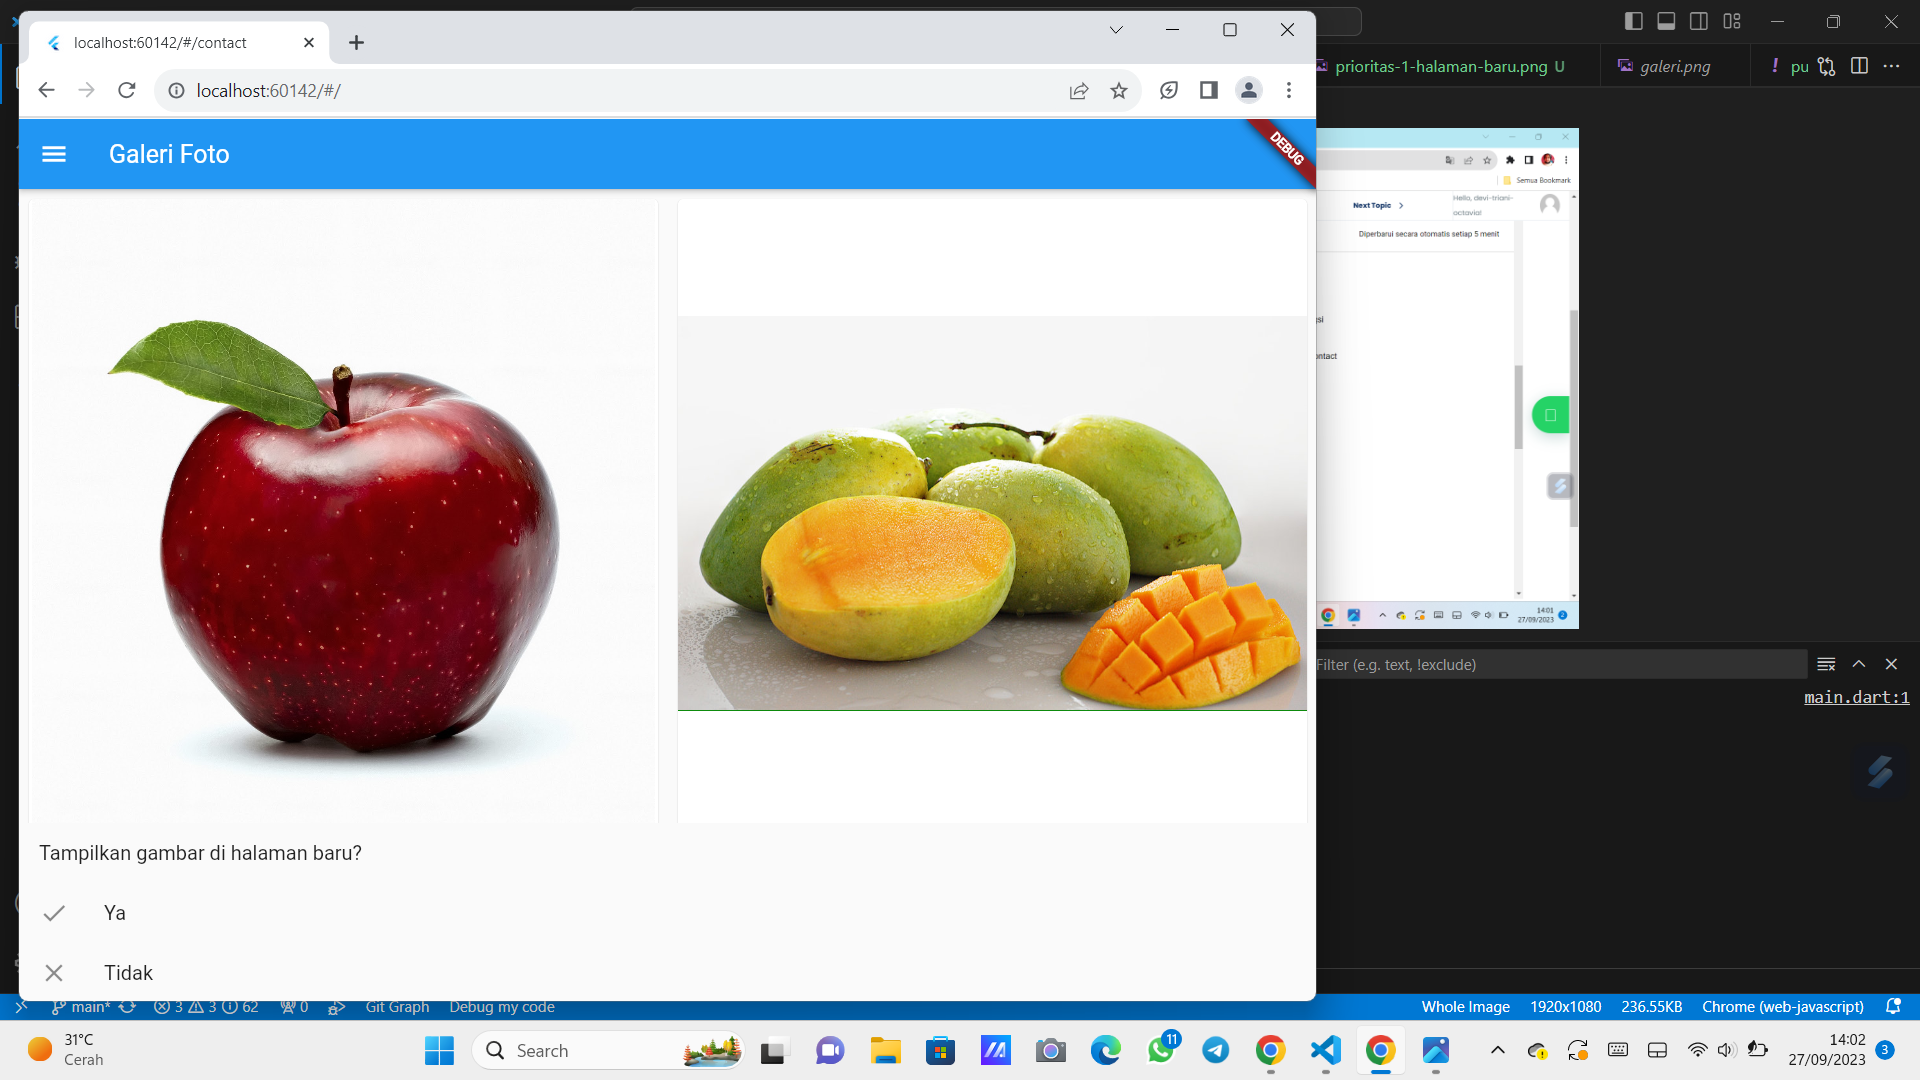 localhost:60142/#/contact
localhost:60142/#/
Galeri Foto
DEBUG
Tampilkan gambar di halaman baru?
Ya
Tidak
prioritas-1-halaman-baru.png U
galeri.png
! pu
Semua Bookmark
Next Topic
Hello, devi-triani-
octavia!
Diperbarui secara otomatis setiap 5 menit
si
ontact
14:01
27/09/2023
Filter (e.g. text, !exclude)
main.dart:1
main*
3
3
62
0
Git Graph
Debug my code
Whole Image
1920x1080
236.55KB
Chrome (web-javascript)
31°C
Cerah
Search
11
14:02
27/09/2023
3